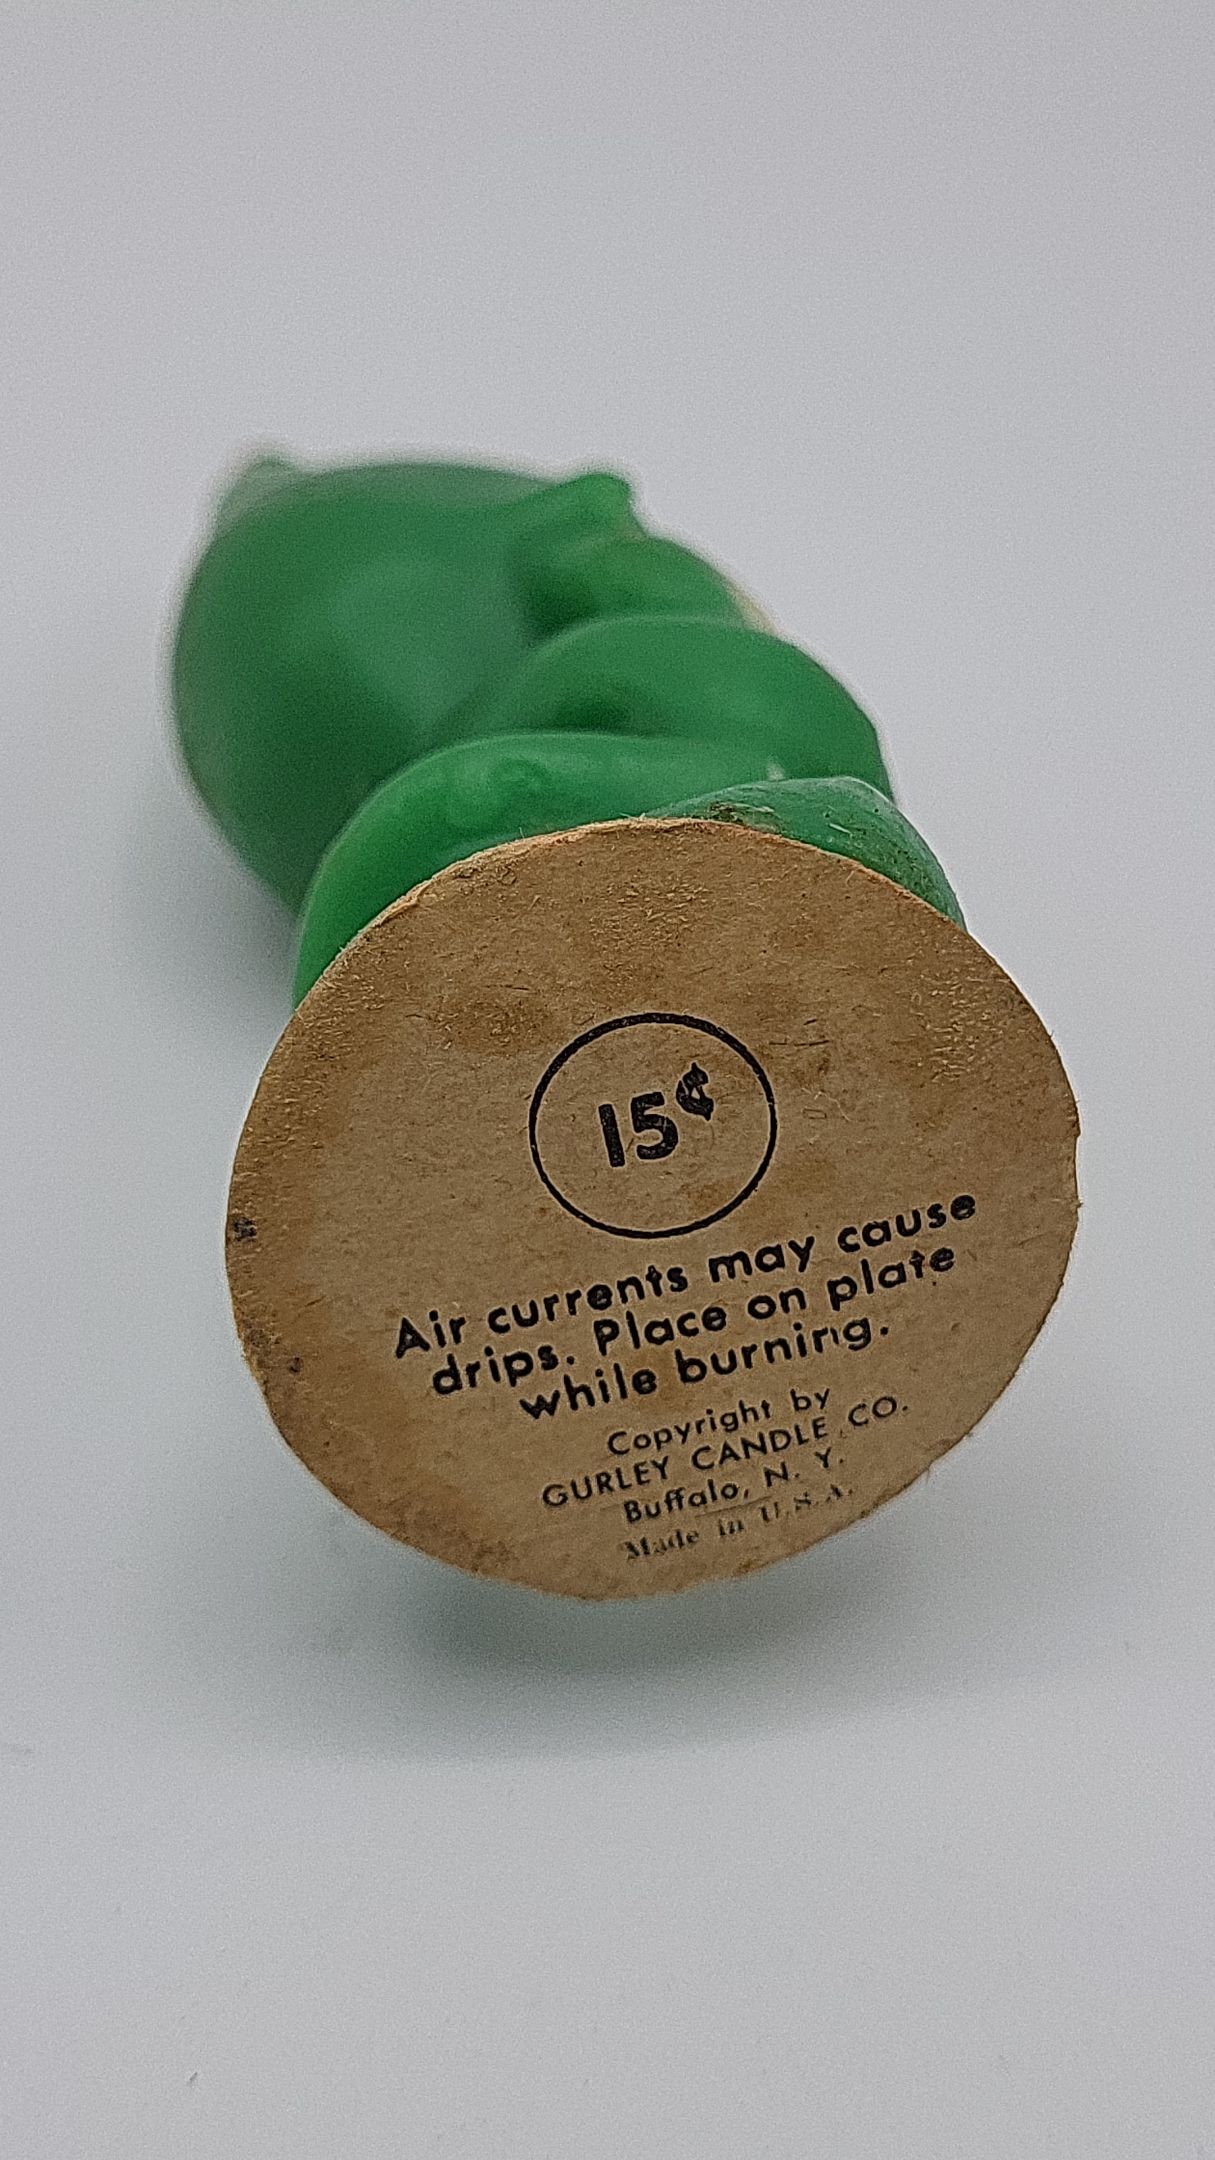 15¢
Air currents may cause
drips. Place on plate
while burning.
Copyright by
GURLEY CANDLE CO.
Buffalo, N. Y.
Made in U.S.A.